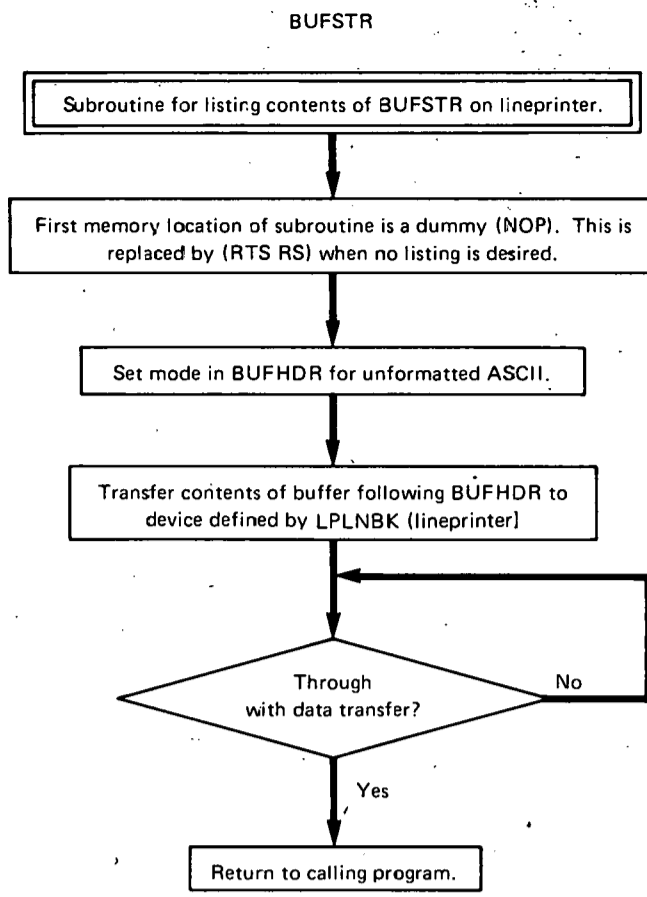 BUFSTR
Subroutine for listing contents of BUFSTR on lineprinter.
First memory location of subroutine is a dummy (NOP). This is
replaced by (RTS RS) when no listing is desired.
Set mode in BUFHDR for unformatted ASCII.
Transfer contents of buffer following BUFHDR to
device defined by LPLNBK (lineprinter]
Through
with data transfer?
No
Yes
Return to calling program.